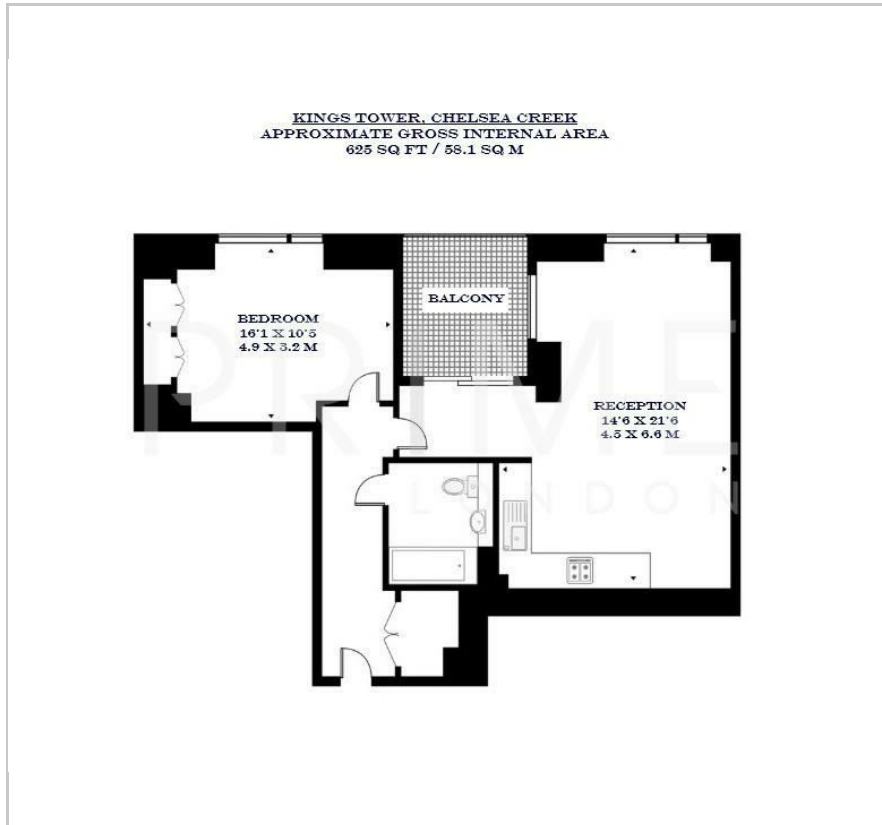 KINGS TOWER, CHELSEA CREEK
APPROXIMATE GROSS INTERNAL AREA
625 SQ FT / 58.1 SQ M
BALCONY
BEDROOM
16'1 X 10'5
4.9 X 3.2 M
RECEPTION
14'6 X 21'6
4.5 X 6.6 M
PRIME
LONDON